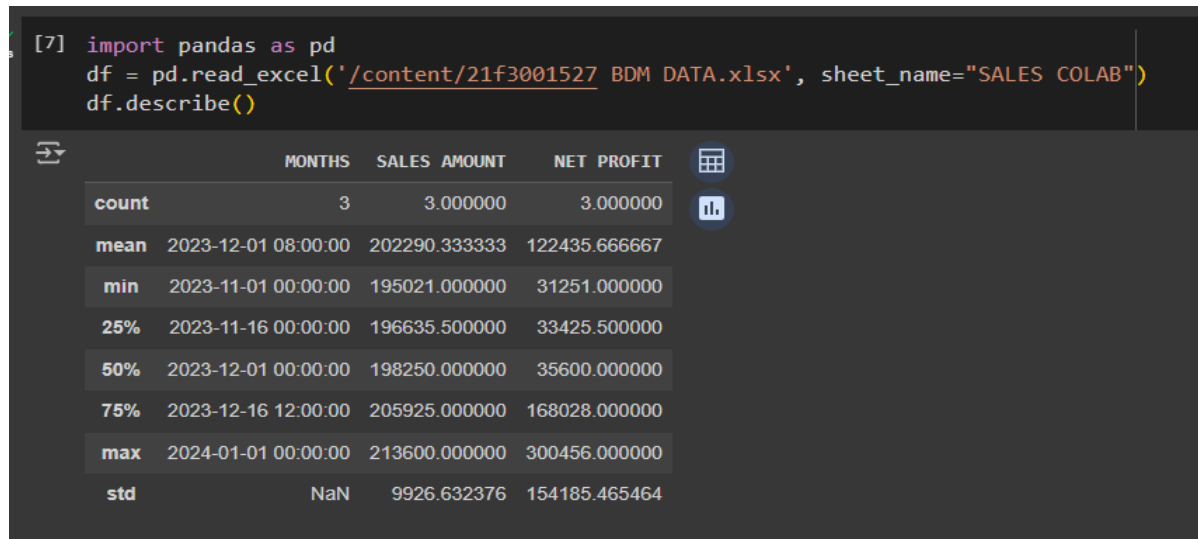 [7] import pandas as pd
df = pd.read_excel('/content/21f3001527 BDM DATA.xlsx', sheet_name="SALES COLAB")
df.describe()
MONTHS SALES AMOUNT NET PROFIT
count 3 3.000000 3.000000
mean 2023-12-01 08:00:00 202290.333333 122435.666667
min 2023-11-01 00:00:00 195021.000000 31251.000000
25% 2023-11-16 00:00:00 196635.500000 33425.500000
50% 2023-12-01 00:00:00 198250.000000 35600.000000
75% 2023-12-16 12:00:00 205925.000000 168028.000000
max 2024-01-01 00:00:00 213600.000000 300456.000000
std NaN 9926.632376 154185.465464